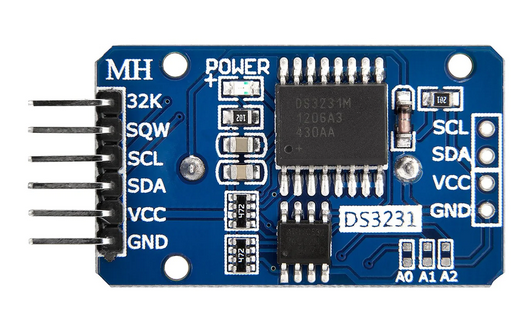 MH
POWER
+
32K
SQW
SCL
SDA
VCC
GND
102
DS3231M
1206A3
430AA
+
201
SCL
SDA
VCC
GND
472
472
DS3231
A0 A1 A2